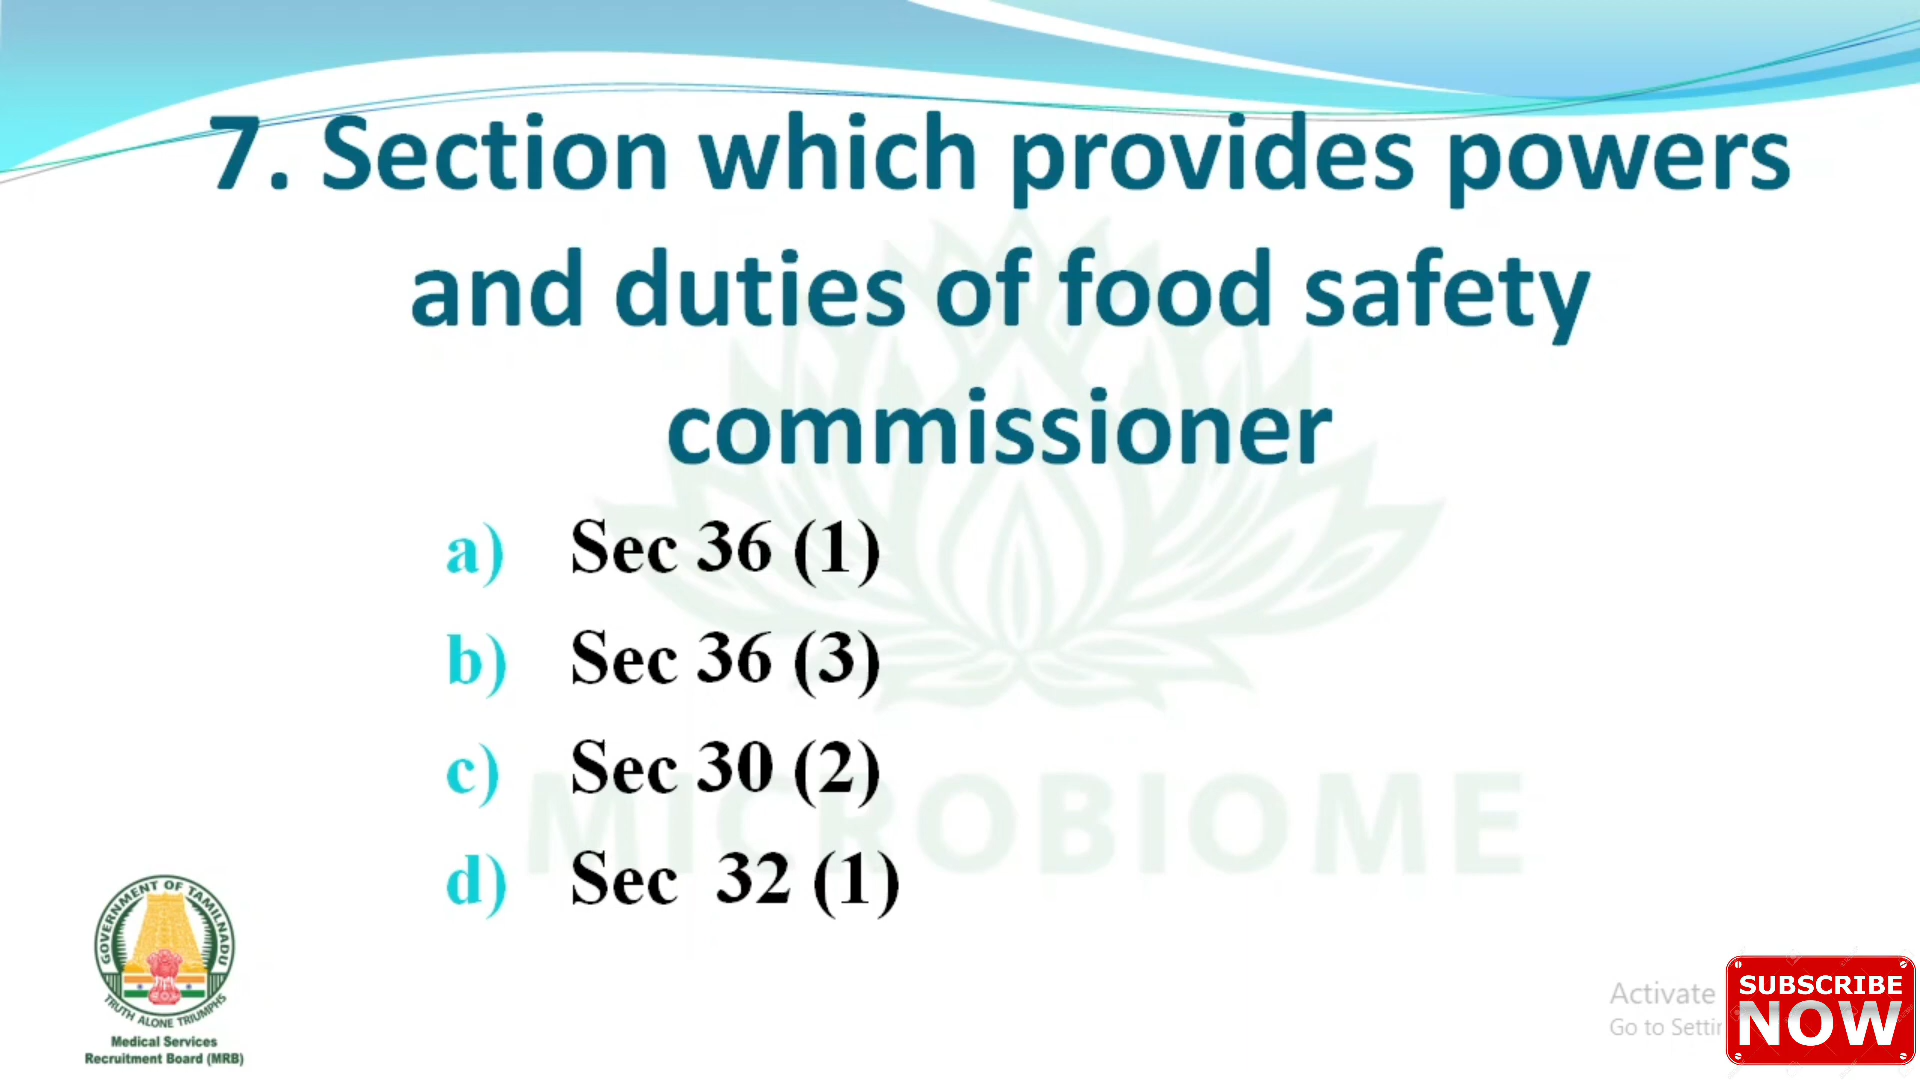 7. Section which provides powers
and duties of food safety
commissioner
a) Sec 36 (1)
b) Sec 36 (3)
c) Sec 30 (2)
d) Sec 32 (1)
MICROBIOME
GOVERNMENT OF TAMILNADU
TRUTH ALONE TRIUMPHS
Medical Services
Recruitment Board (MRB)
Activate
Go to
SUBSCRIBE
NOW